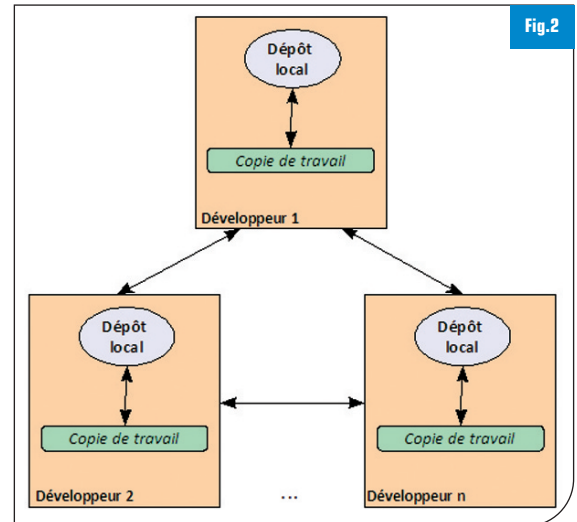 Fig.2
Dépôt
local
Copie de travail
Développeur 1
Dépôt
local
Copie de travail
Développeur 2
...
Dépôt
local
Copie de travail
Développeur n